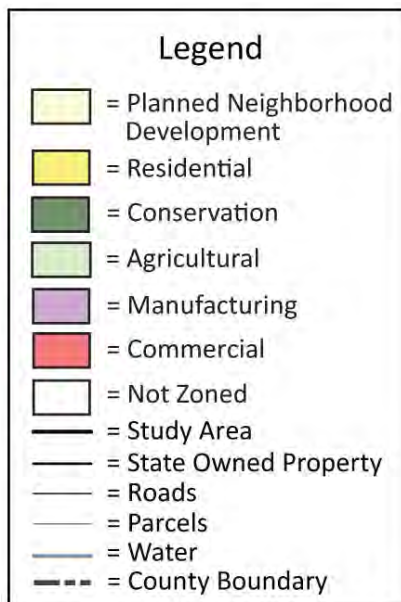 Legend
= Planned Neighborhood
Development
= Residential
= Conservation
= Agricultural
= Manufacturing
= Commercial
= Not Zoned
= Study Area
= State Owned Property
= Roads
= Parcels
= Water
= County Boundary